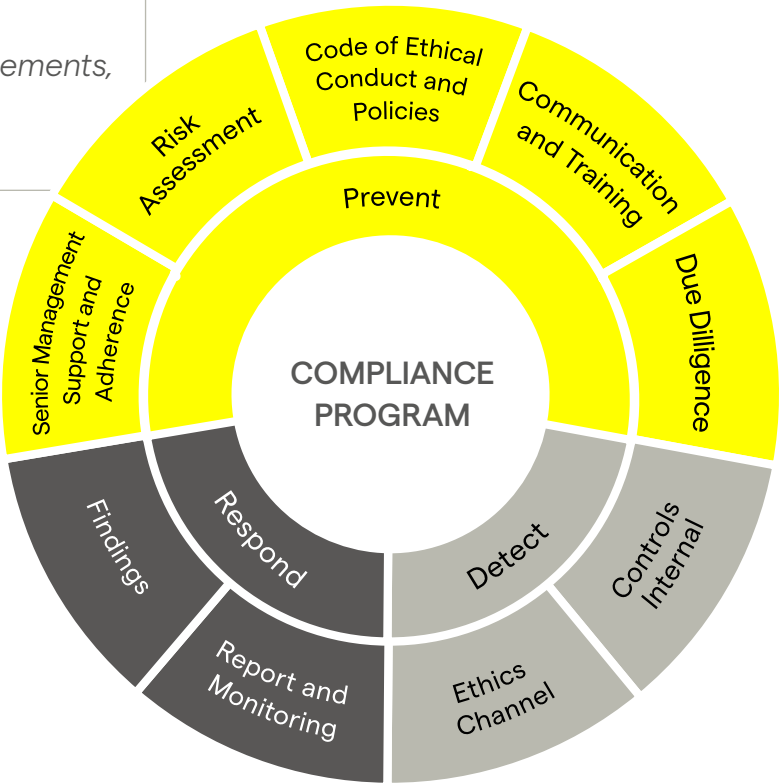 ements,
Code of Ethical
Conduct and
Policies
Risk
Assessment
Communication
and Training
Prevent
Senior Management
Support and
Adherence
Due Dilligence
COMPLIANCE
PROGRAM
Findings
Respond
Detect
Controls
Internal
Report and
Monitoring
Ethics
Channel